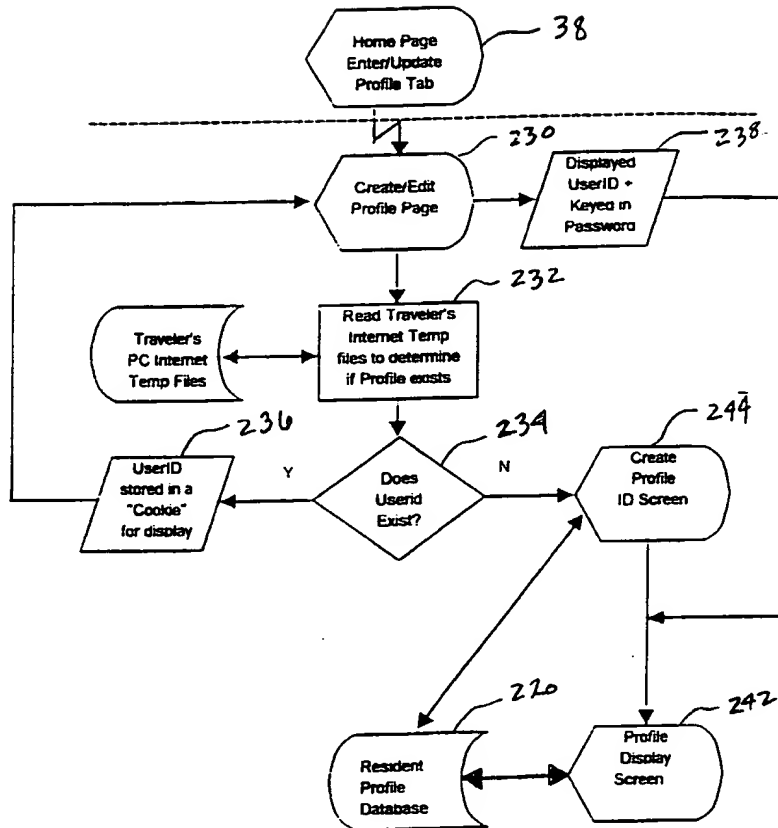 Home Page
Enter/Update
Profile Tab
38
230
Create/Edit
Profile Page
238
Displayed
UserID +
Keyed in
Password
232
Read Traveler's
Internet Temp
files to determine
if Profile exists
Traveler's
PC Internet
Temp Files
236
UserID
stored in a
"Cookie"
for display
Y
234
Does
Userid
Exist?
N
244
Create
Profile
ID Screen
220
Resident
Profile
Database
242
Profile
Display
Screen